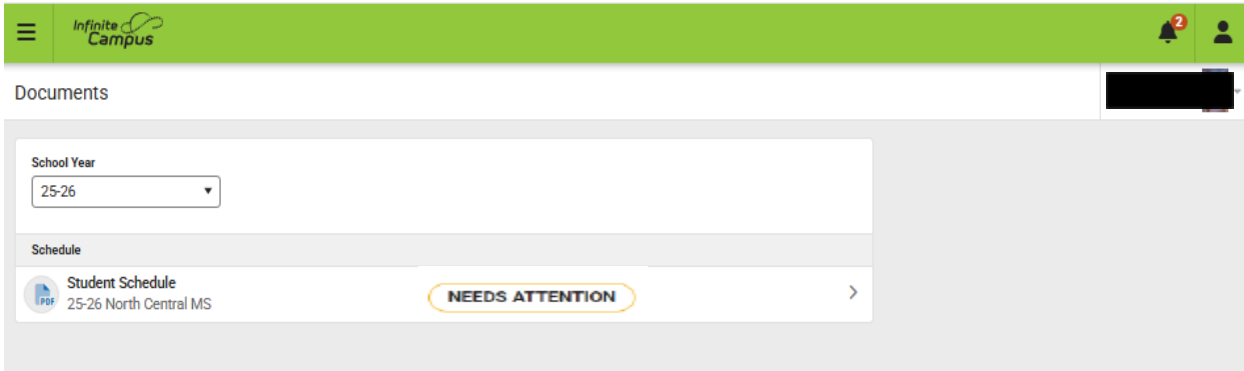 Infinite
Campus
2
Documents
School Year
25-26
Schedule
Student Schedule
25-26 North Central MS
NEEDS ATTENTION
PDF